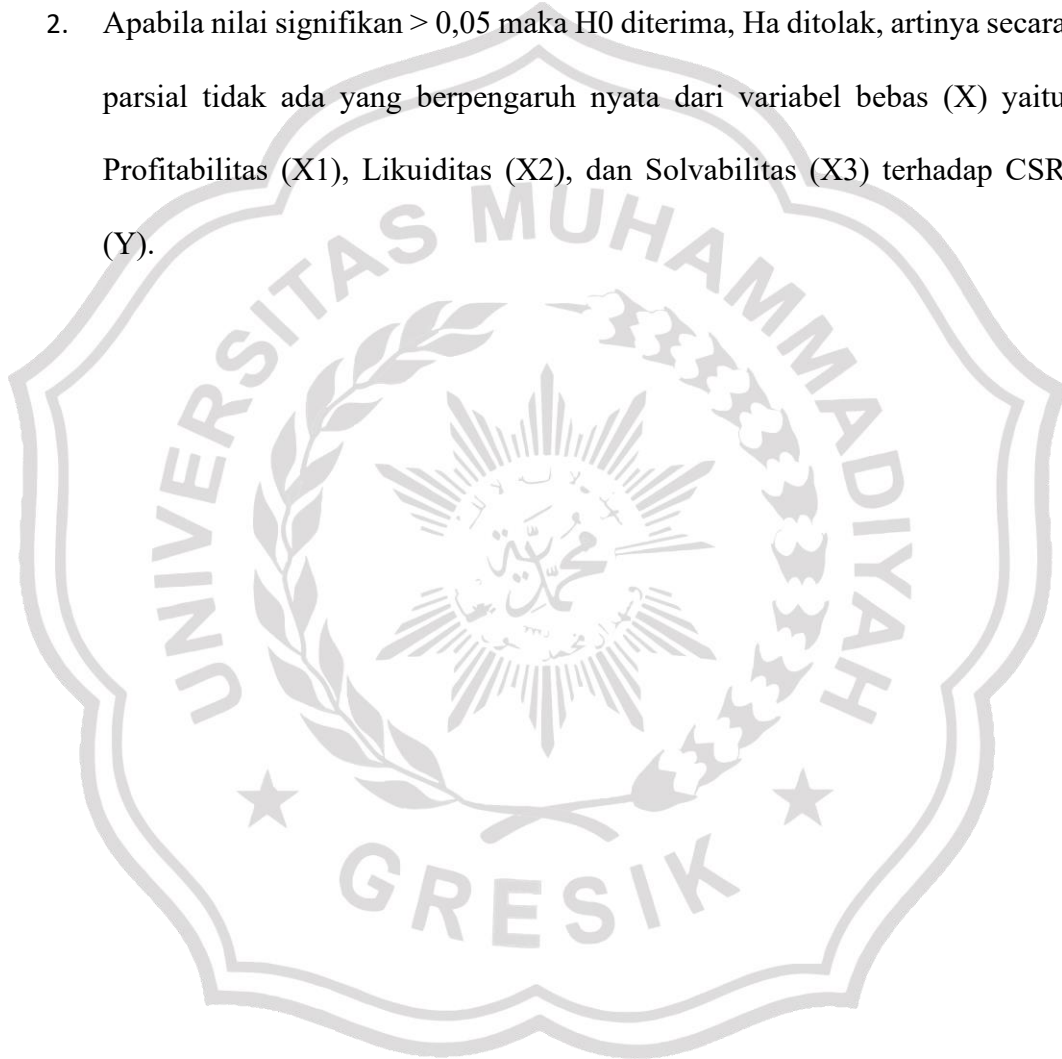 2. Apabila nilai signifikan > 0,05 maka H0 diterima, Ha ditolak, artinya secara
parsial tidak ada yang berpengaruh nyata dari variabel bebas (X) yaitu
Profitabilitas (X1), Likuiditas (X2), dan Solvabilitas (X3) terhadap CSR
(Y).
UNIVERSITAS MUHAMMADIYAH
GRESIK